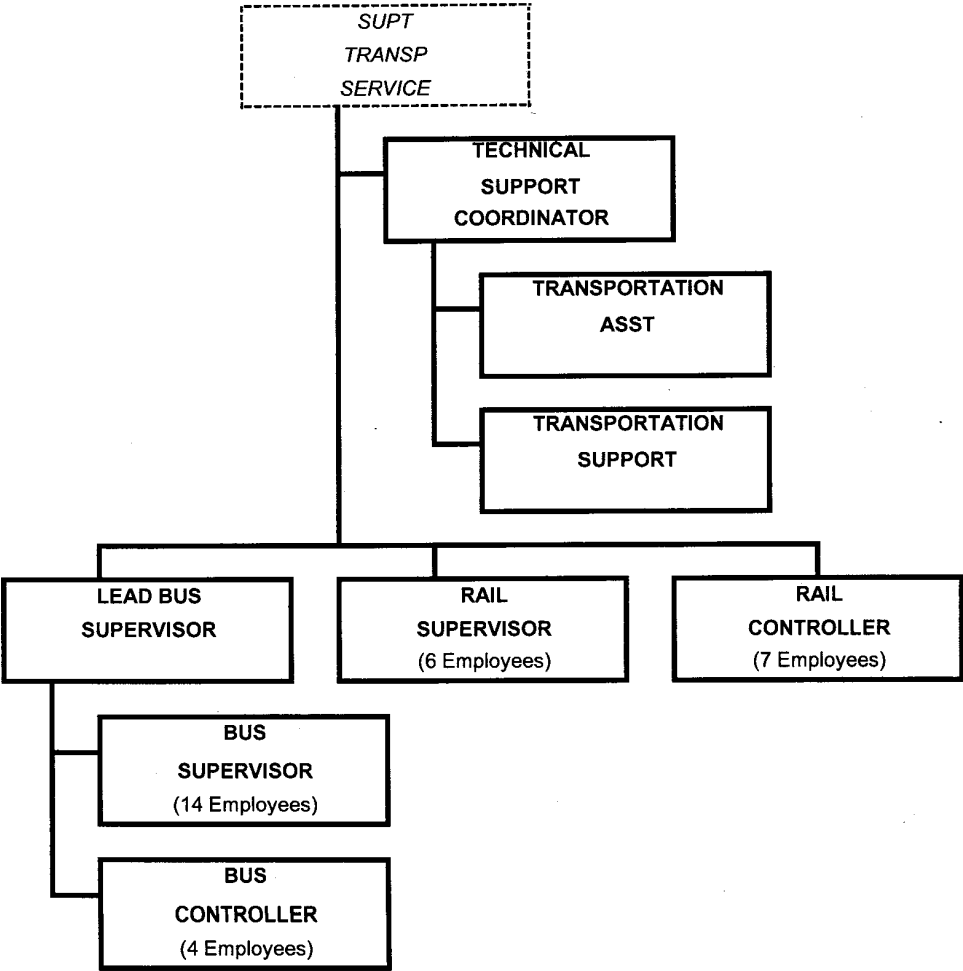 SUPT
TRANSP
SERVICE
TECHNICAL
SUPPORT
COORDINATOR
TRANSPORTATION
ASST
TRANSPORTATION
SUPPORT
LEAD BUS
SUPERVISOR
RAIL
SUPERVISOR
(6 Employees)
RAIL
CONTROLLER
(7 Employees)
BUS
SUPERVISOR
(14 Employees)
BUS
CONTROLLER
(4 Employees)